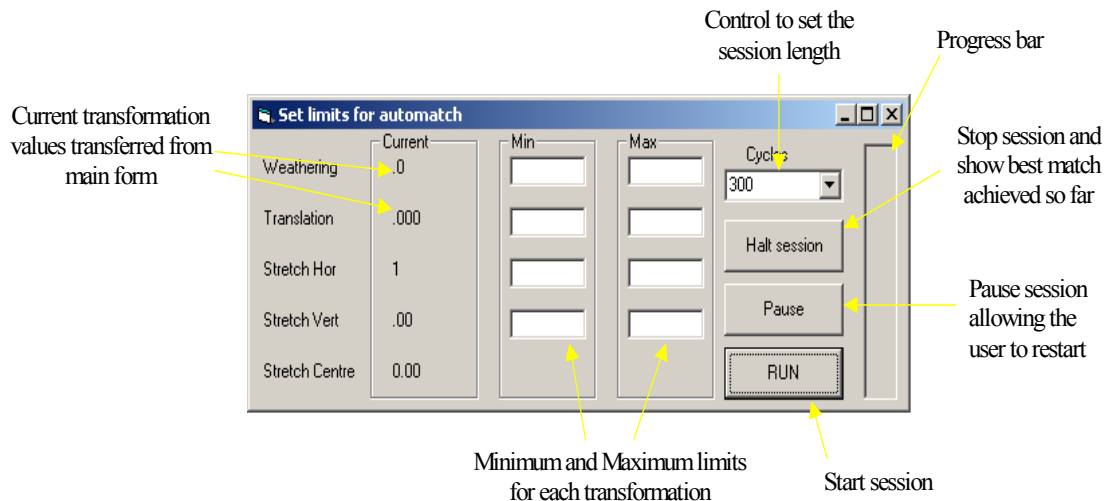 Control to set the
session length
Progress bar
Current transformation
values transferred from
main form
Set limits for automatch
Current
Min
Max
Cycles
Weathering
.0
300
Translation
.000
Halt session
Stretch Hor
1
Stretch Vert
.00
Pause
Stretch Centre
0.00
RUN
Stop session and
show best match
achieved so far
Pause session
allowing the
user to restart
Minimum and Maximum limits
for each transformation
Start session